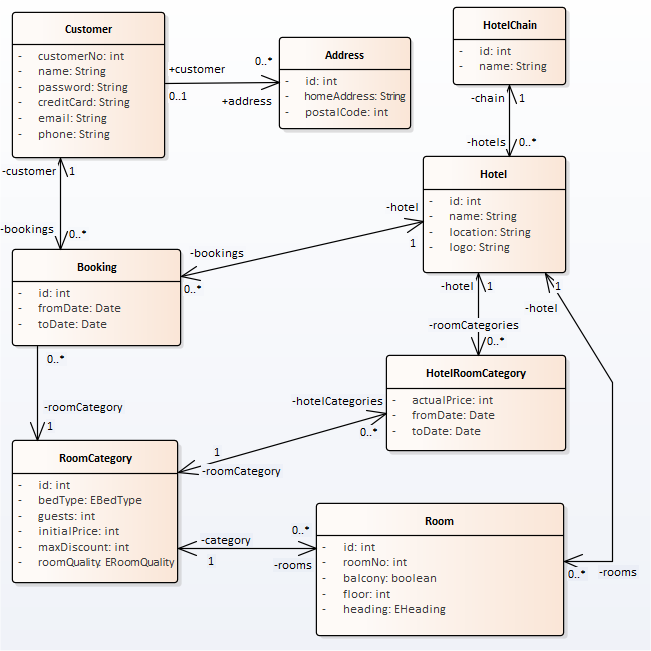 Customer
- customerNo: int
- name: String
- password: String
- creditCard: String
- email: String
- phone: String
+customer
0..1
0..*
+address
Address
- id: int
- homeAddress: String
- postalCode: int
HotelChain
- id: int
- name: String
-chain
1
-hotels
0..*
Hotel
- id: int
- name: String
- location: String
- logo: String
-customer
1
-bookings
0..*
Booking
- id: int
- fromDate: Date
- toDate: Date
-hotel
1
-bookings
0..*
-hotel
1
-roomCategories
0..*
1
-hotel
HotelRoomCategory
- actualPrice: int
- fromDate: Date
- toDate: Date
0..*
-roomCategory
1
-hotelCategories
0..*
1
-roomCategory
RoomCategory
- id: int
- bedType: EBedType
- guests: int
- initialPrice: int
- maxDiscount: int
- roomQuality: ERoomQuality
-category
1
0..*
-rooms
Room
- id: int
- roomNo: int
- balcony: boolean
- floor: int
- heading: EHeading
0..*
-rooms